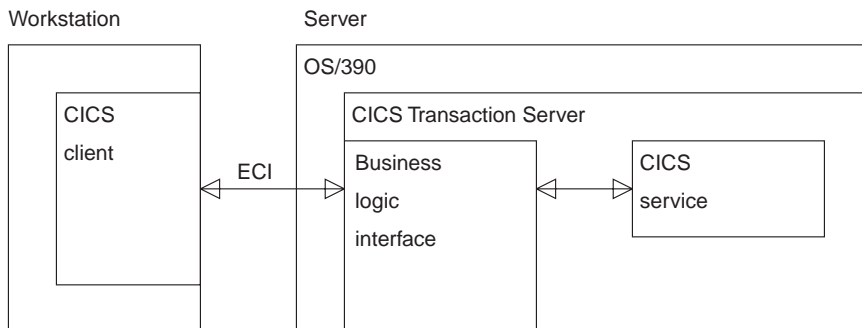 Workstation
Server
OS/390
CICS
client
CICS Transaction Server
ECI
Business
logic
interface
CICS
service